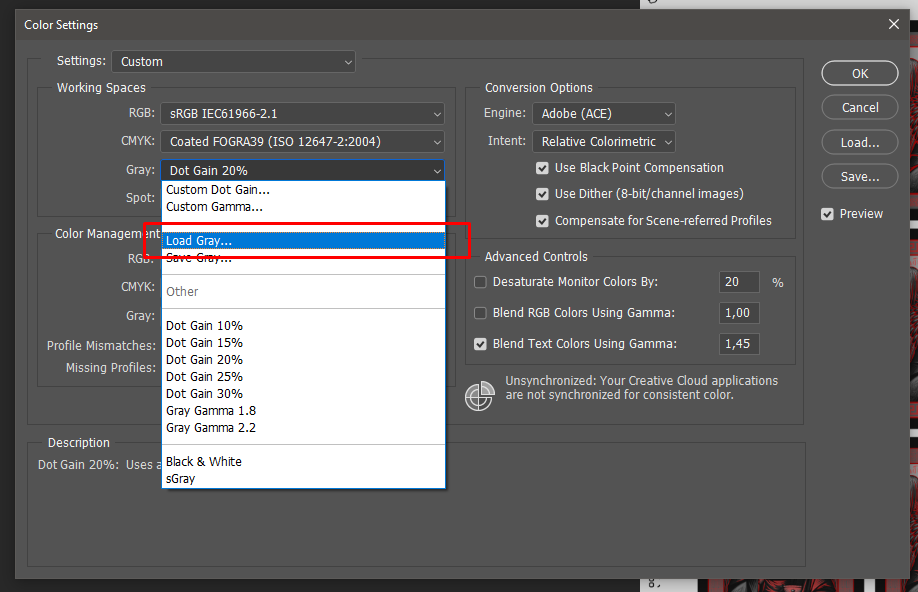 Color Settings
Settings: Custom
Working Spaces
RGB: sRGB IEC61966-2.1
CMYK: Coated FOGRA39 (ISO 12647-2:2004)
Gray: Dot Gain 20%
Spot:
Custom Dot Gain...
Custom Gamma...
Load Gray...
Save Gray...
Other
Dot Gain 10%
Dot Gain 15%
Dot Gain 20%
Dot Gain 25%
Dot Gain 30%
Gray Gamma 1.8
Gray Gamma 2.2
Black & White
sGray
Color Management
RGB:
CMYK:
Gray:
Profile Mismatches:
Missing Profiles:
Conversion Options
Engine: Adobe (ACE)
Intent: Relative Colorimetric
Use Black Point Compensation
Use Dither (8-bit/channel images)
Compensate for Scene-referred Profiles
Advanced Controls
Desaturate Monitor Colors By: 20 %
Blend RGB Colors Using Gamma: 1,00
Blend Text Colors Using Gamma: 1,45
Unsynchronized: Your Creative Cloud applications
are not synchronized for consistent color.
OK
Cancel
Load...
Save...
Preview
Description
Dot Gain 20%: Uses a